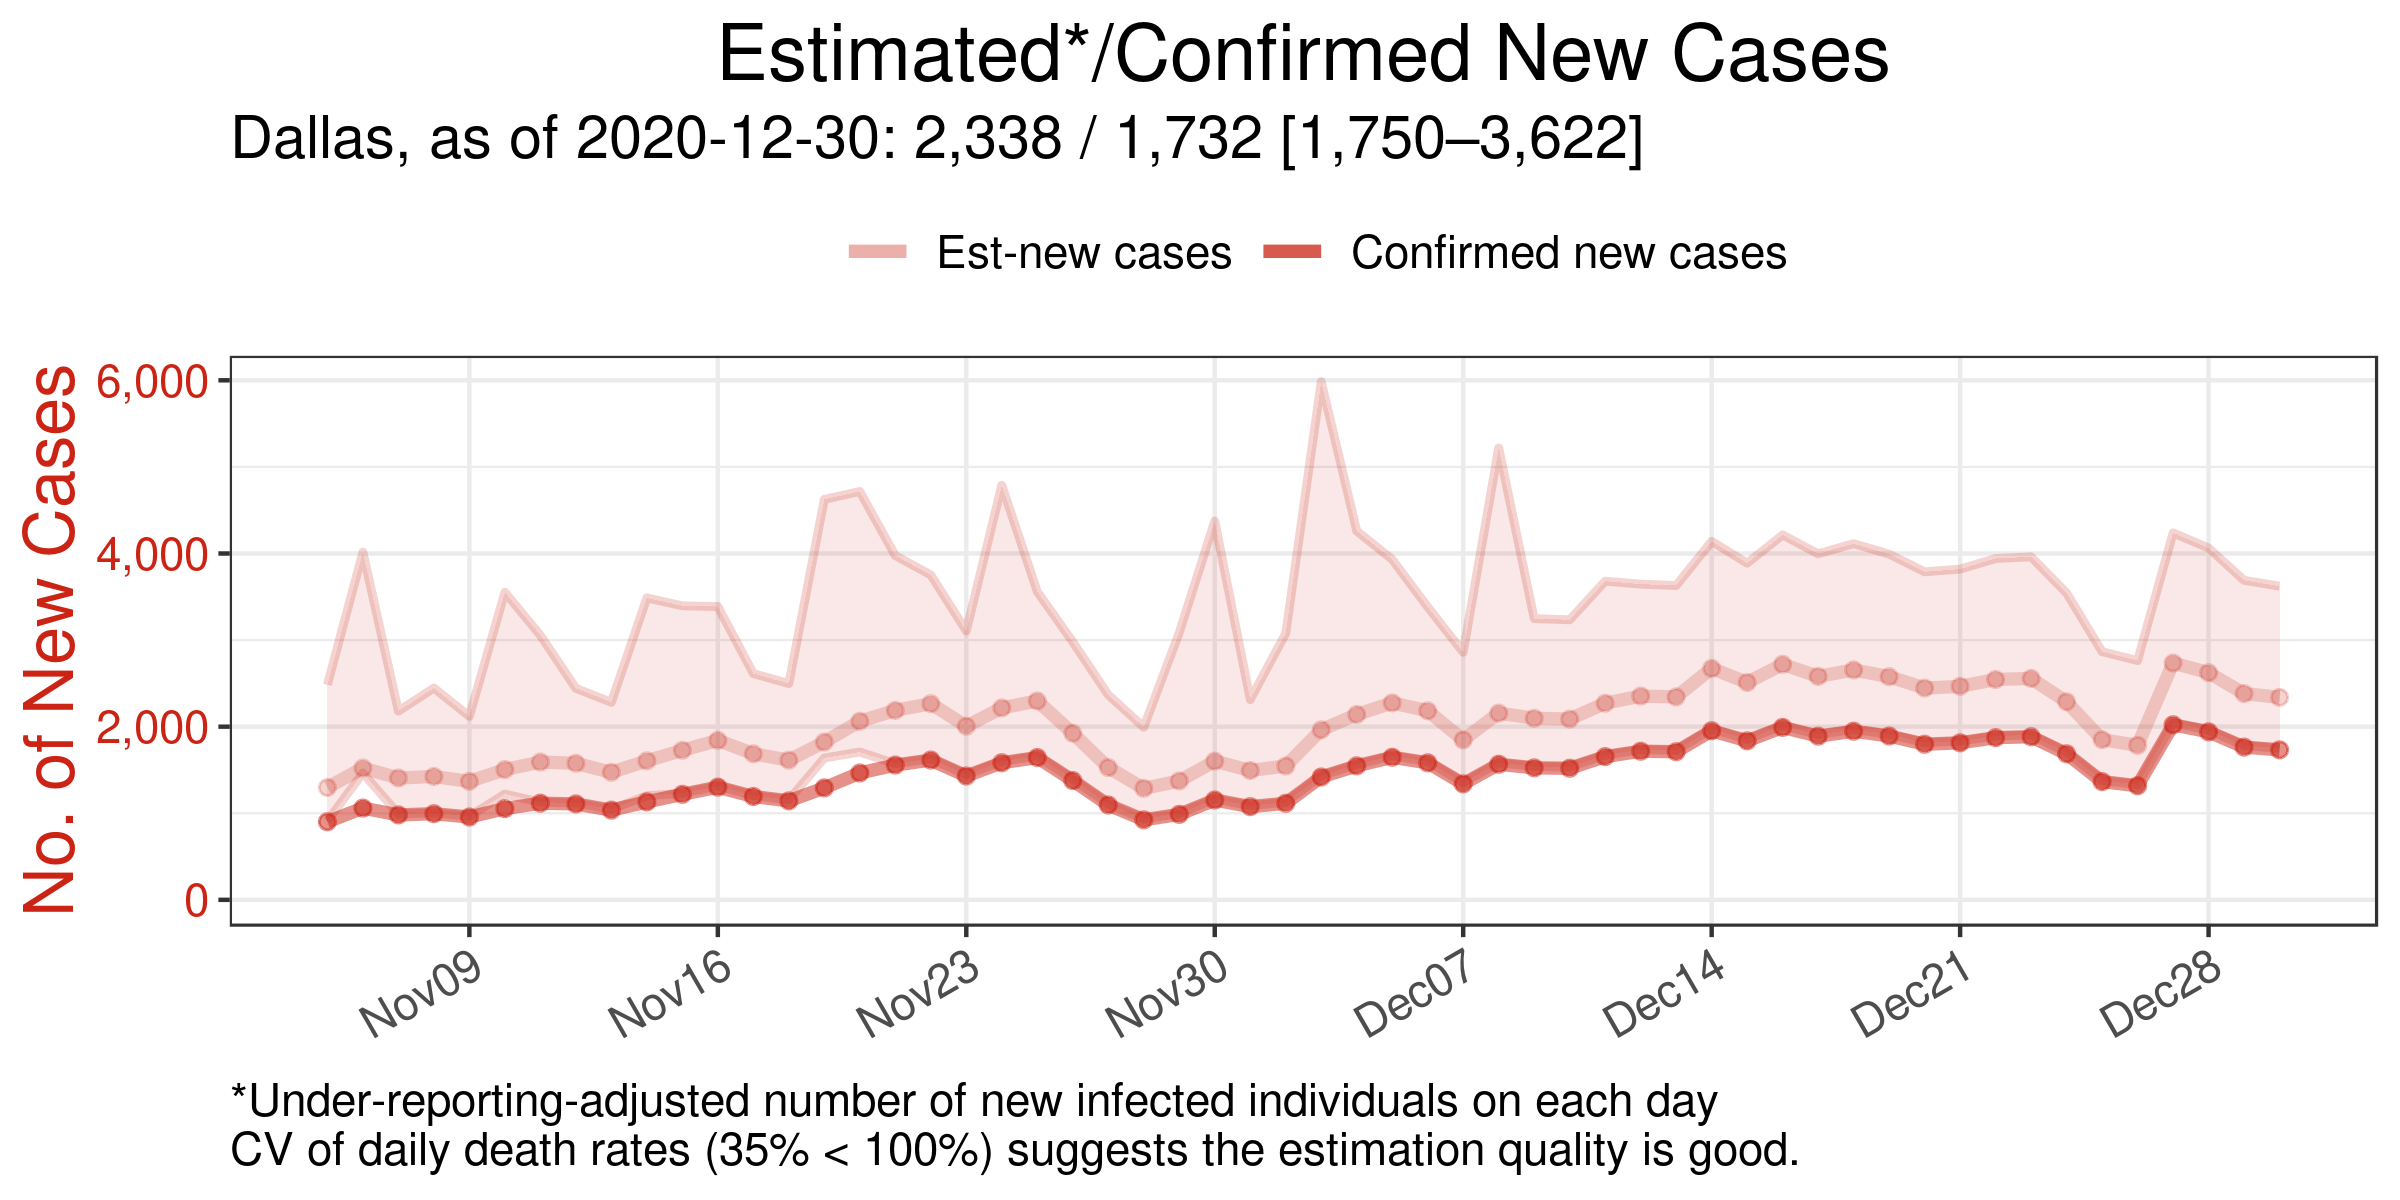 Estimated*/Confirmed New Cases
Dallas, as of 2020-12-30: 2,338 / 1,732 [1,750–3,622]
Est-new cases Confirmed new cases
No. of New Cases
6,000
4,000
2,000
0
Nov09 Nov16 Nov23 Nov30 Dec07 Dec14 Dec21 Dec28
*Under-reporting-adjusted number of new infected individuals on each day
CV of daily death rates (35% < 100%) suggests the estimation quality is good.